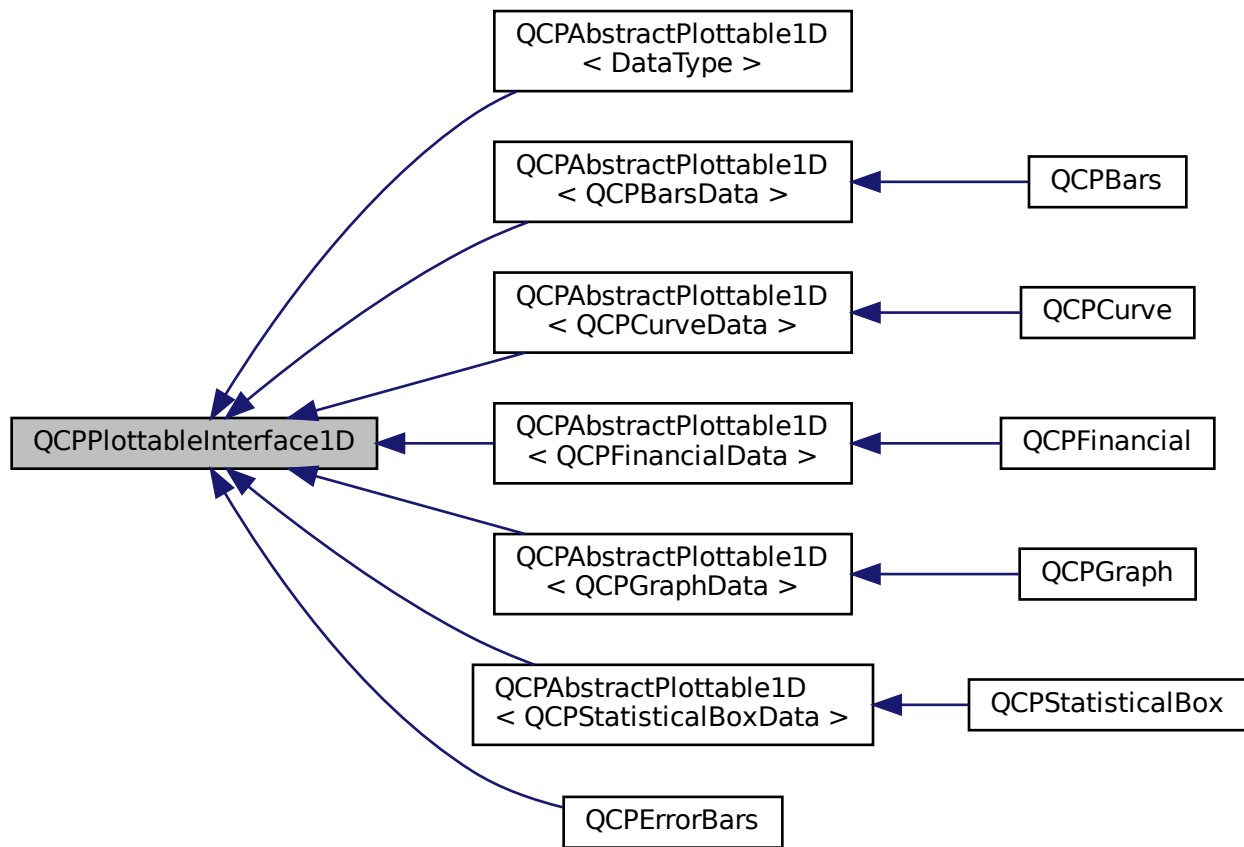 QCPAbstractPlottable1D
< DataType >
QCPAbstractPlottable1D
< QCPBarsData >
QCPBars
QCPAbstractPlottable1D
< QCPCurveData >
QCPCurve
QCPPlottableInterface1D
QCPAbstractPlottable1D
< QCPFinancialData >
QCPFinancial
QCPAbstractPlottable1D
< QCPGraphData >
QCPGraph
QCPAbstractPlottable1D
< QCPStatisticalBoxData >
QCPStatisticalBox
QCPErrorBars